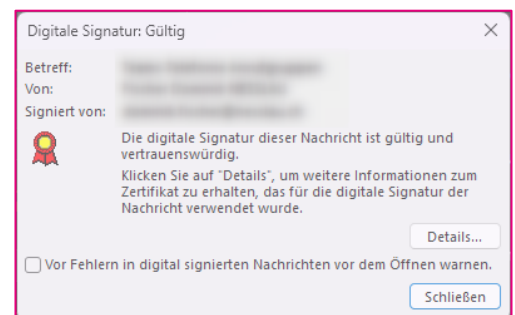 Digitale Signatur: Gültig
Betreff:
Von:
Signiert von:
Die digitale Signatur dieser Nachricht ist gültig und
vertrauenswürdig.
Klicken Sie auf "Details", um weitere Informationen zum
Zertifikat zu erhalten, das für die digitale Signatur der
Nachricht verwendet wurde.
Details...
Vor Fehlern in digital signierten Nachrichten vor dem Öffnen warnen.
Schließen